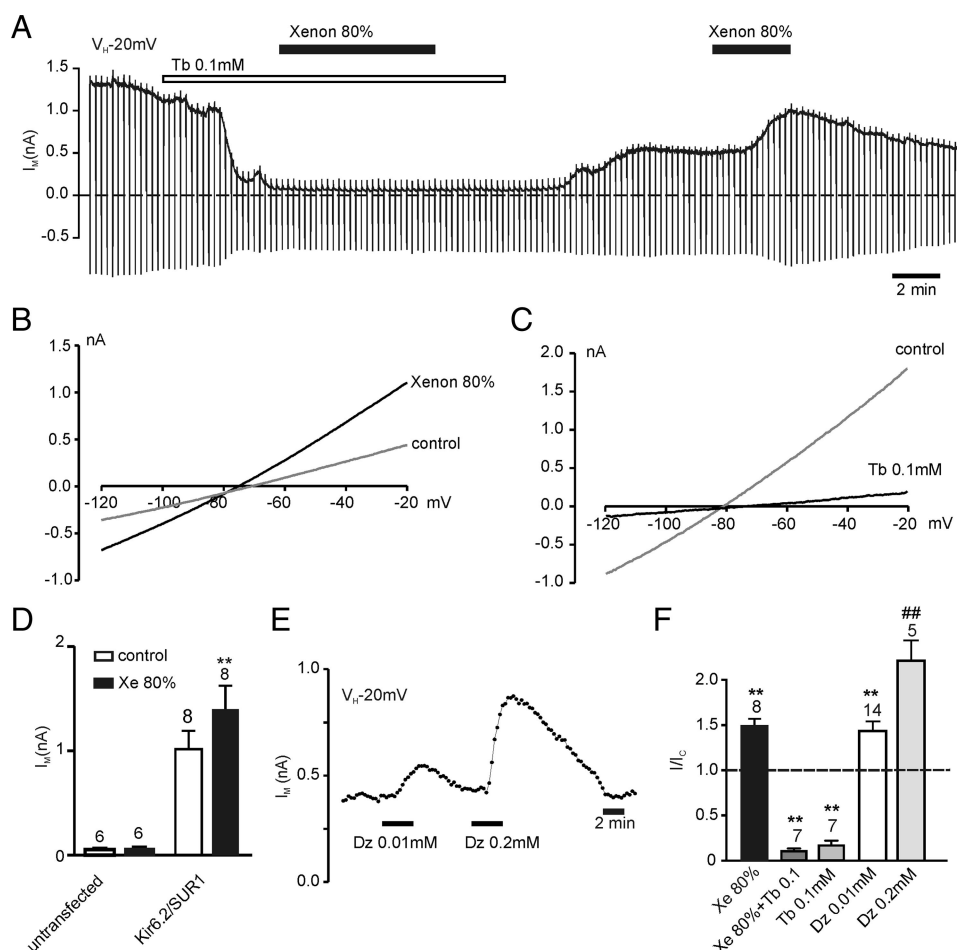 A
Xenon 80%
Xenon 80%
VH-20mV
Tb 0.1mM
1.5
1.0
0.5
0.0
-0.5
IM(nA)
2 min
B
nA
1.5
1.0
0.5
0.0
-0.5
-1.0
-120
-100
-80
-60
-40
-20
mV
Xenon 80%
control
C
nA
2.0
1.5
1.0
0.5
0.0
-0.5
-1.0
-120
-100
-80
-60
-40
-20
mV
control
Tb 0.1mM
D
2
1
0
IM(nA)
control
Xe 80%
6
6
8
**
8
untransfected
Kir6.2/SUR1
E
1.0
0.5
0.0
IM (nA)
VH-20mV
Dz 0.01mM
Dz 0.2mM
2 min
F
2.0
1.5
1.0
0.5
0
I/IC
**
8
**
7
**
7
**
14
##
5
Xe 80%
Xe 80%+Tb 0.1
Tb 0.1mM
Dz 0.01mM
Dz 0.2mM